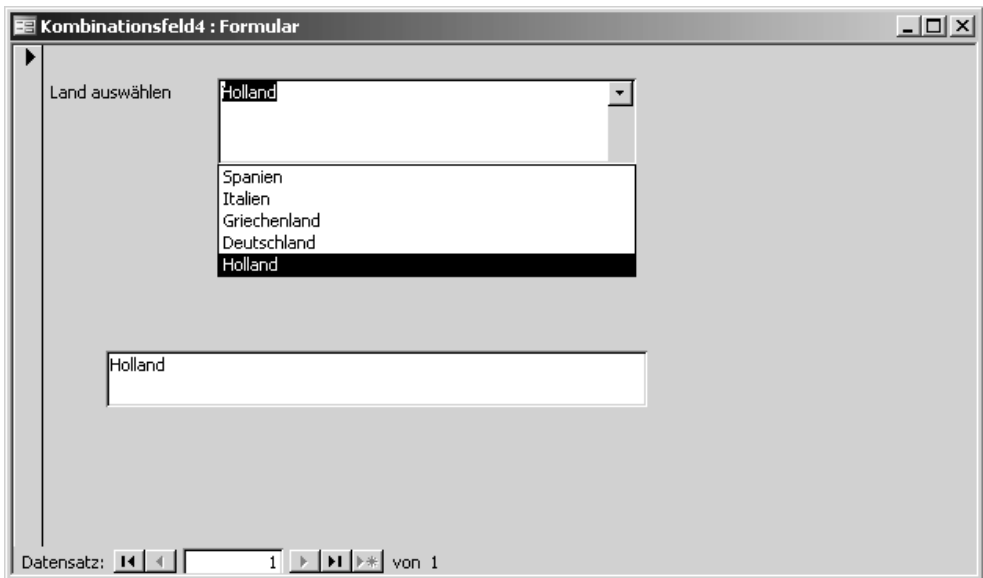 Kombinationsfeld4 : Formular
Land auswählen
Holland
Spanien
Italien
Griechenland
Deutschland
Holland
Holland
Datensatz: 1 von 1